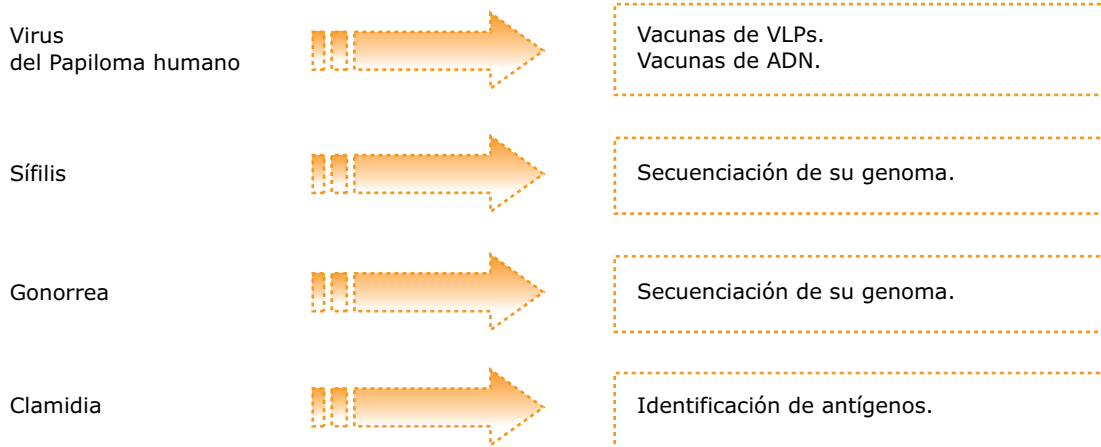 Virus
del Papiloma humano
Vacunas de VLPs.
Vacunas de ADN.
Sífilis
Secuenciación de su genoma.
Gonorrea
Secuenciación de su genoma.
Clamidia
Identificación de antígenos.